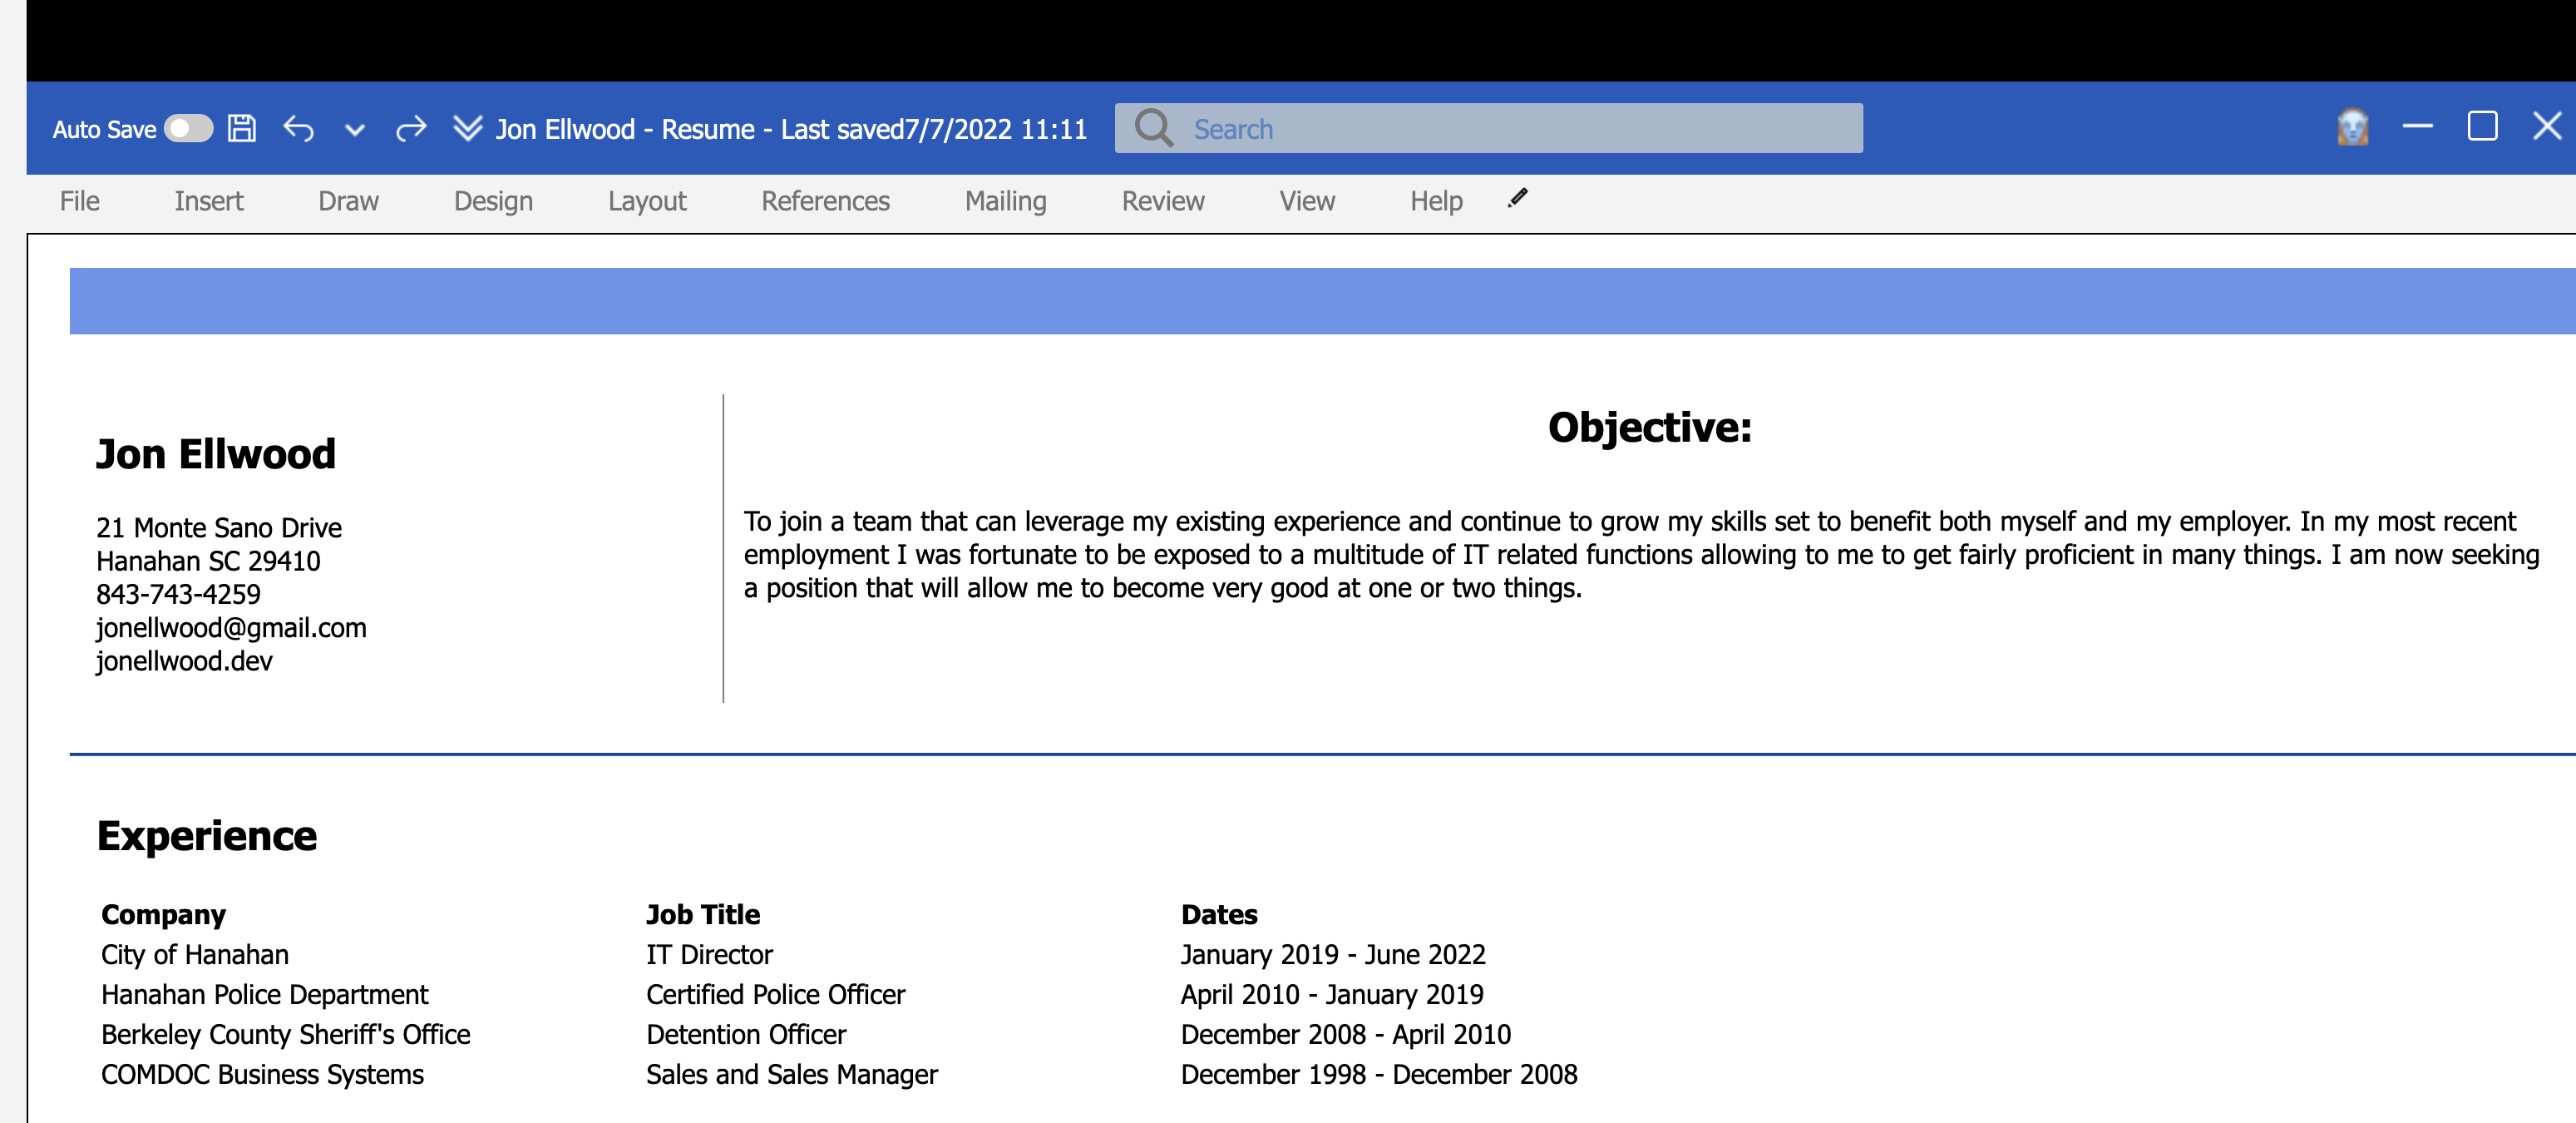 Auto Save Jon Ellwood - Resume - Last saved7/7/2022 11:11 Search
File Insert Draw Design Layout References Mailing Review View Help
Jon Ellwood
21 Monte Sano Drive
Hanahan SC 29410
843-743-4259
jonellwood@gmail.com
jonellwood.dev
Objective:
To join a team that can leverage my existing experience and continue to grow my skills set to benefit both myself and my employer. In my most recent
employment I was fortunate to be exposed to a multitude of IT related functions allowing to me to get fairly proficient in many things. I am now seeking
a position that will allow me to become very good at one or two things.
Experience
Company Job Title Dates
City of Hanahan IT Director January 2019 - June 2022
Hanahan Police Department Certified Police Officer April 2010 - January 2019
Berkeley County Sheriff's Office Detention Officer December 2008 - April 2010
COMDOC Business Systems Sales and Sales Manager December 1998 - December 2008